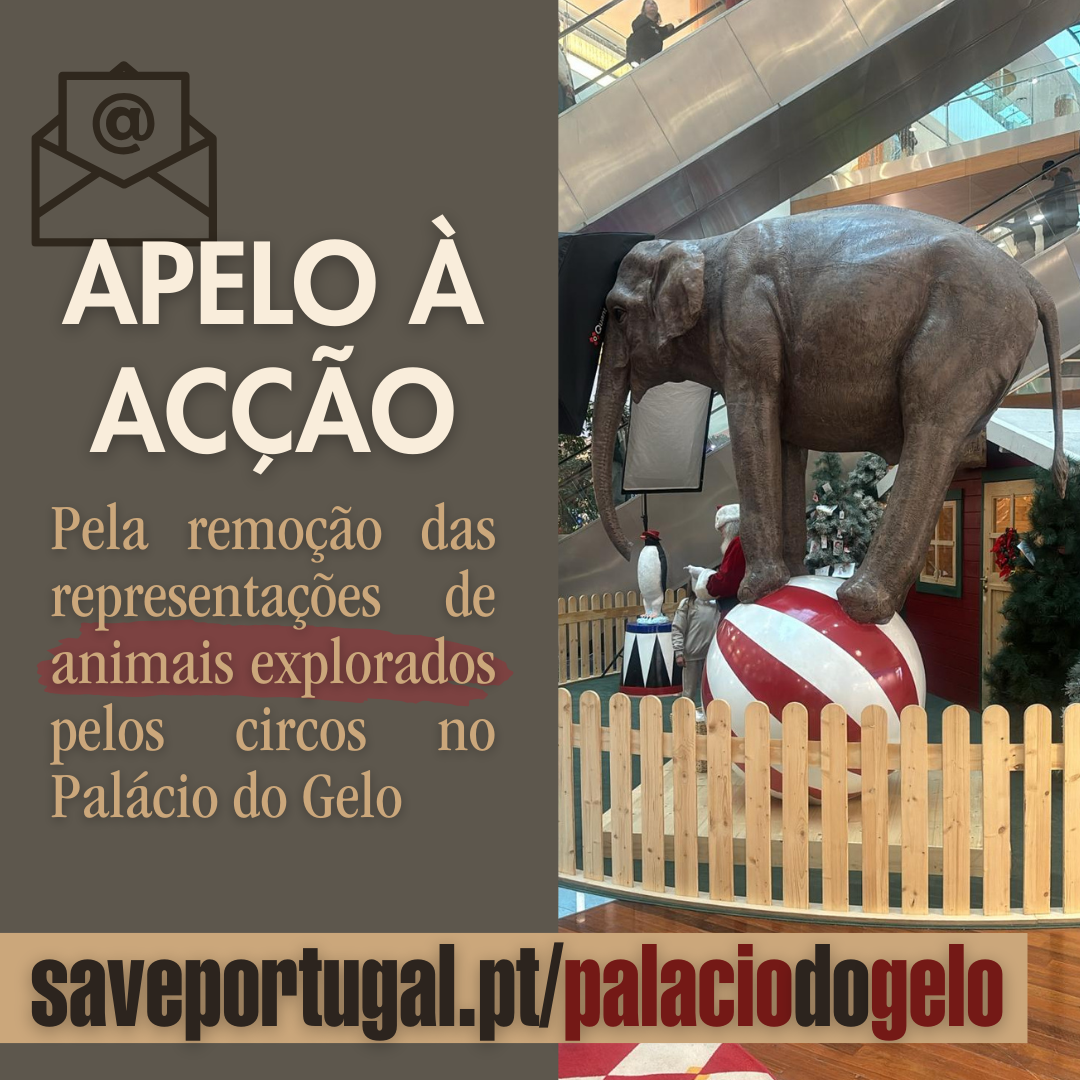 @
APELO À
ACÇÃO
Pela remoção das
representações de
animais explorados
pelos circos no
Palácio do Gelo
saveportugal.pt/palaciodogelo